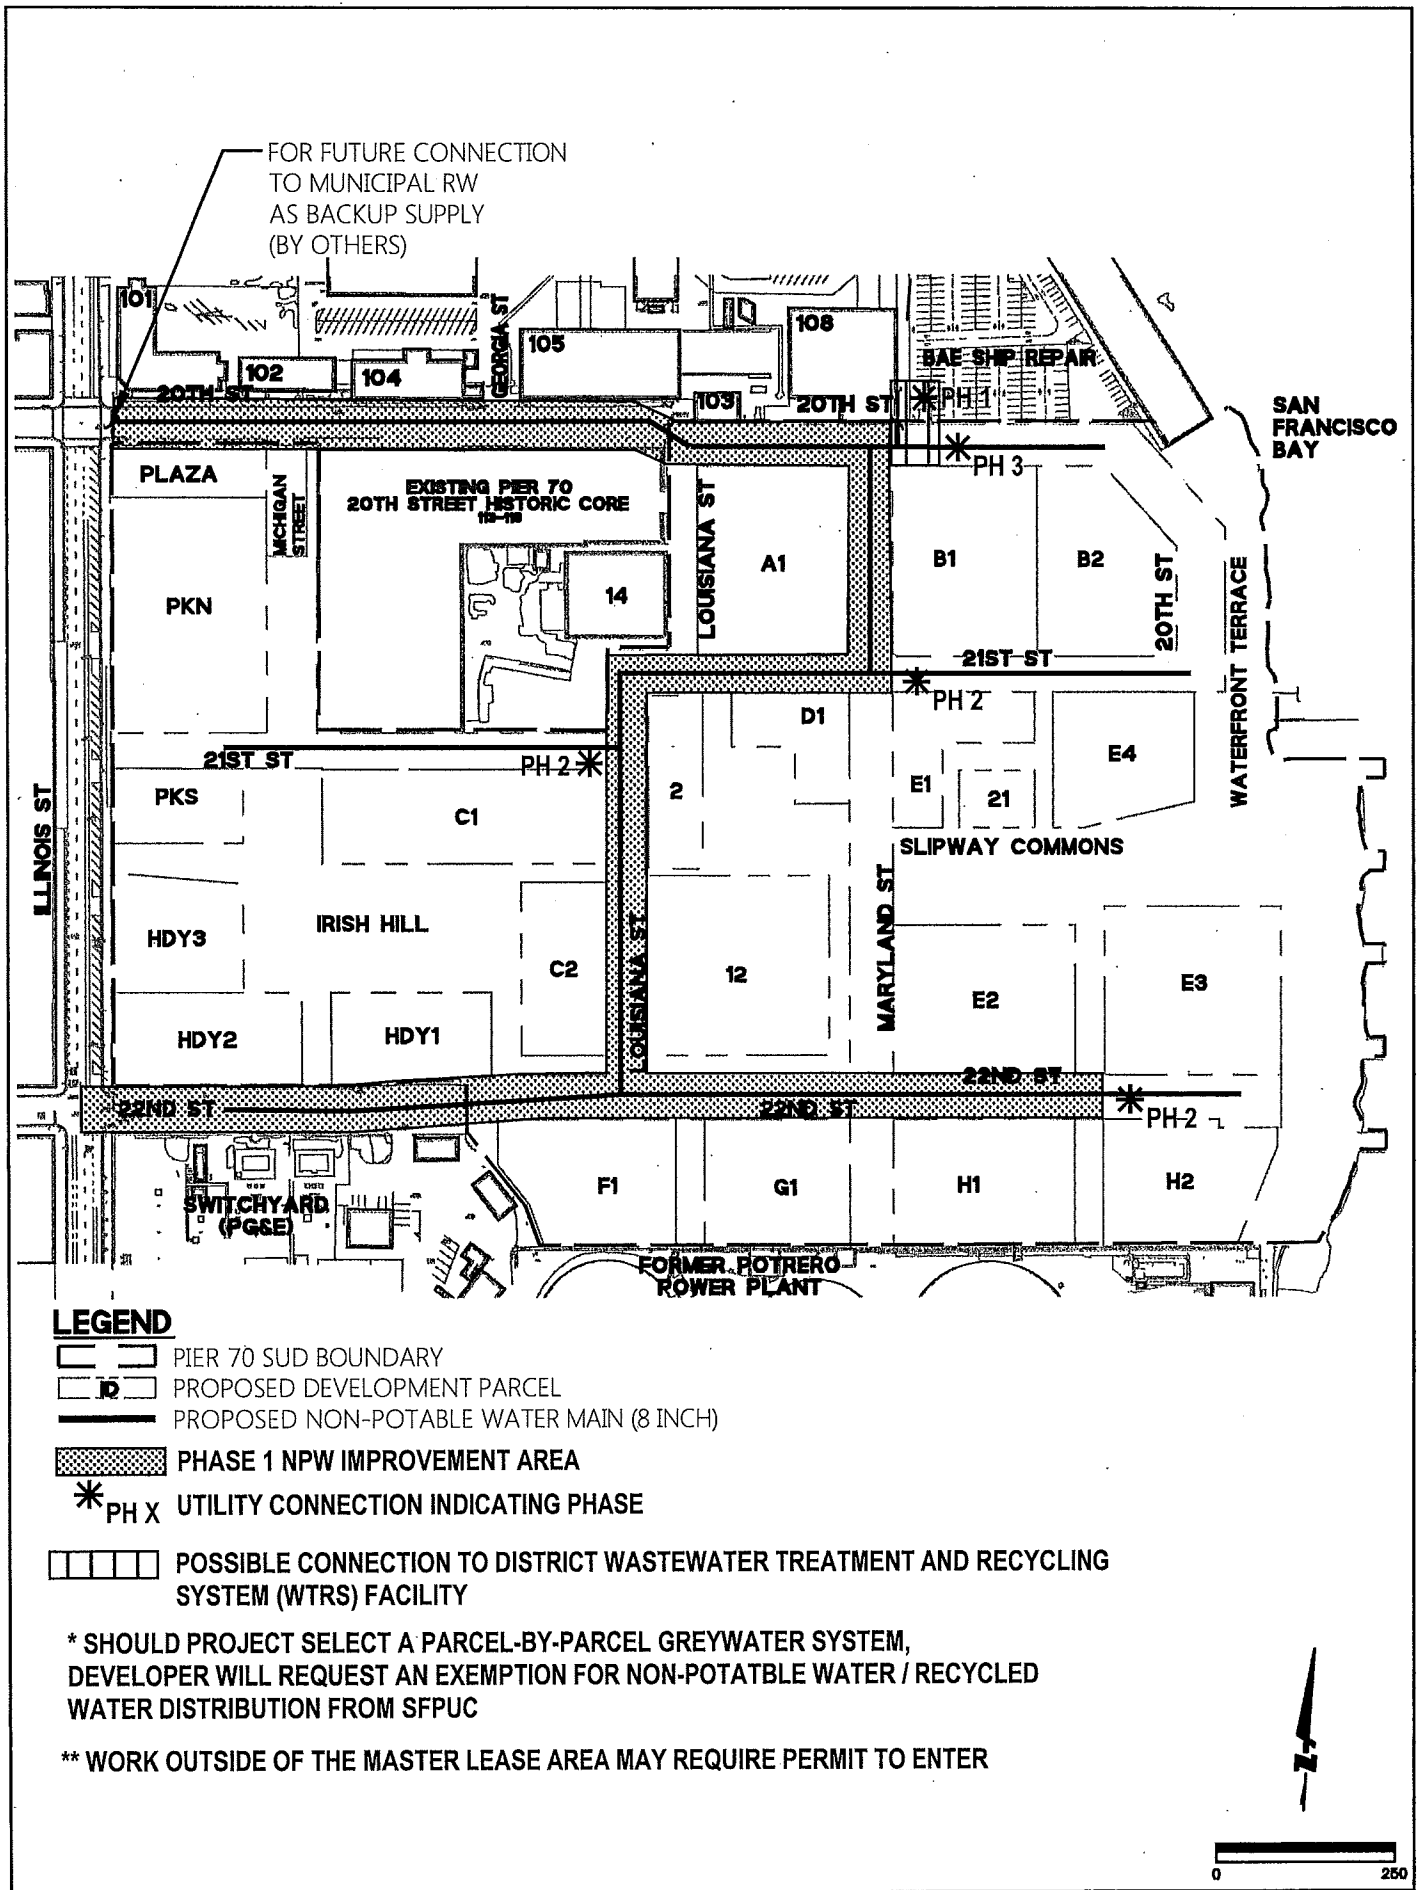 FOR FUTURE CONNECTION
TO MUNICIPAL RW
AS BACKUP SUPPLY
(BY OTHERS)
101
102
104
GEORGIA ST
105
108
103
BAE SHIP REPAIR
20TH ST
20TH ST
PH 1
PH 3
SAN
FRANCISCO
BAY
PLAZA
MICHIGAN
STREET
EXISTING PIER 70
20TH STREET HISTORIC CORE
LOUISIANA ST
A1
B1
B2
20TH ST
WATERFRONT TERRACE
PKN
14
21ST ST
PH 2
D1
21ST ST
PH 2
E4
E1
21
2
PKS
C1
SLIPWAY COMMONS
ILLINOIS ST
HDY3
IRISH HILL
C2
LOUISIANA ST
12
MARYLAND ST
E2
E3
HDY2
HDY1
22ND ST
22ND ST
22ND ST
PH 2
SWITCHYARD
(PG&E)
F1
G1
H1
H2
FORMER POTRERO
POWER PLANT
LEGEND
PIER 70 SUD BOUNDARY
ID PROPOSED DEVELOPMENT PARCEL
PROPOSED NON-POTABLE WATER MAIN (8 INCH)
PHASE 1 NPW IMPROVEMENT AREA
PH X UTILITY CONNECTION INDICATING PHASE
POSSIBLE CONNECTION TO DISTRICT WASTEWATER TREATMENT AND RECYCLING
SYSTEM (WTRS) FACILITY
* SHOULD PROJECT SELECT A PARCEL-BY-PARCEL GREYWATER SYSTEM,
DEVELOPER WILL REQUEST AN EXEMPTION FOR NON-POTATBLE WATER / RECYCLED
WATER DISTRIBUTION FROM SFPUC
** WORK OUTSIDE OF THE MASTER LEASE AREA MAY REQUIRE PERMIT TO ENTER
Z
0 250